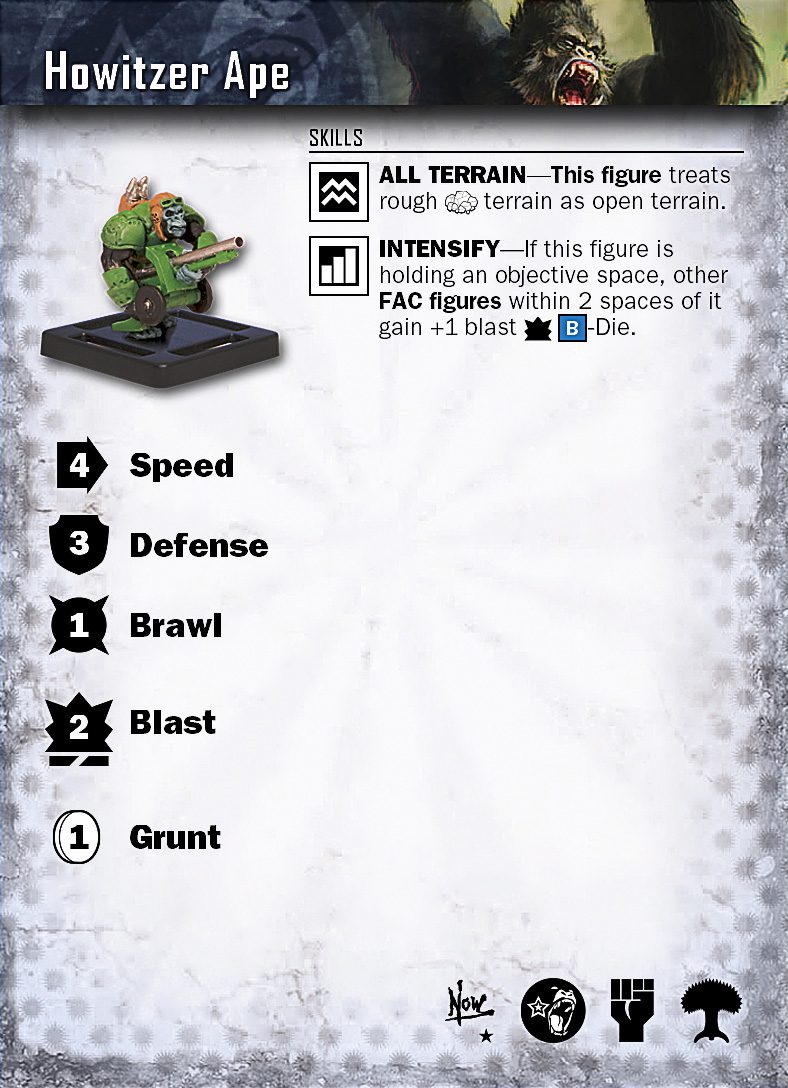 Howitzer Ape
SKILLS
ALL TERRAIN—This figure treats
rough terrain as open terrain.
INTENSIFY—If this figure is
holding an objective space, other
FAC figures within 2 spaces of it
gain +1 blast B-Die.
4 Speed
3 Defense
1 Brawl
2 Blast
1 Grunt
Now